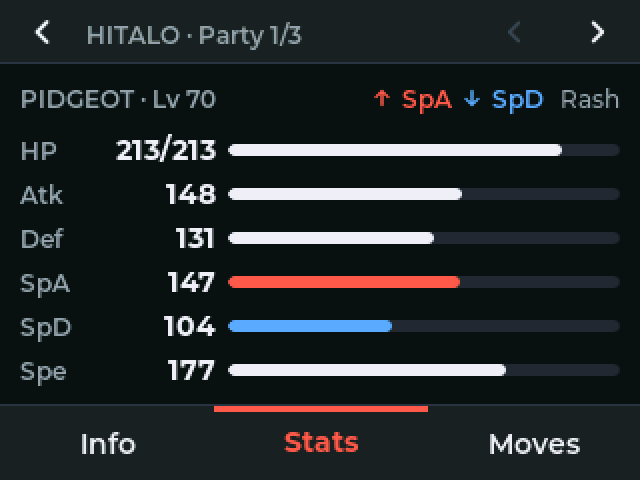 HITALO · Party 1/3
PIDGEOT · Lv 70 ↑ SpA ↓ SpD Rash
HP 213/213
Atk 148
Def 131
SpA 147
SpD 104
Spe 177
Info Stats Moves